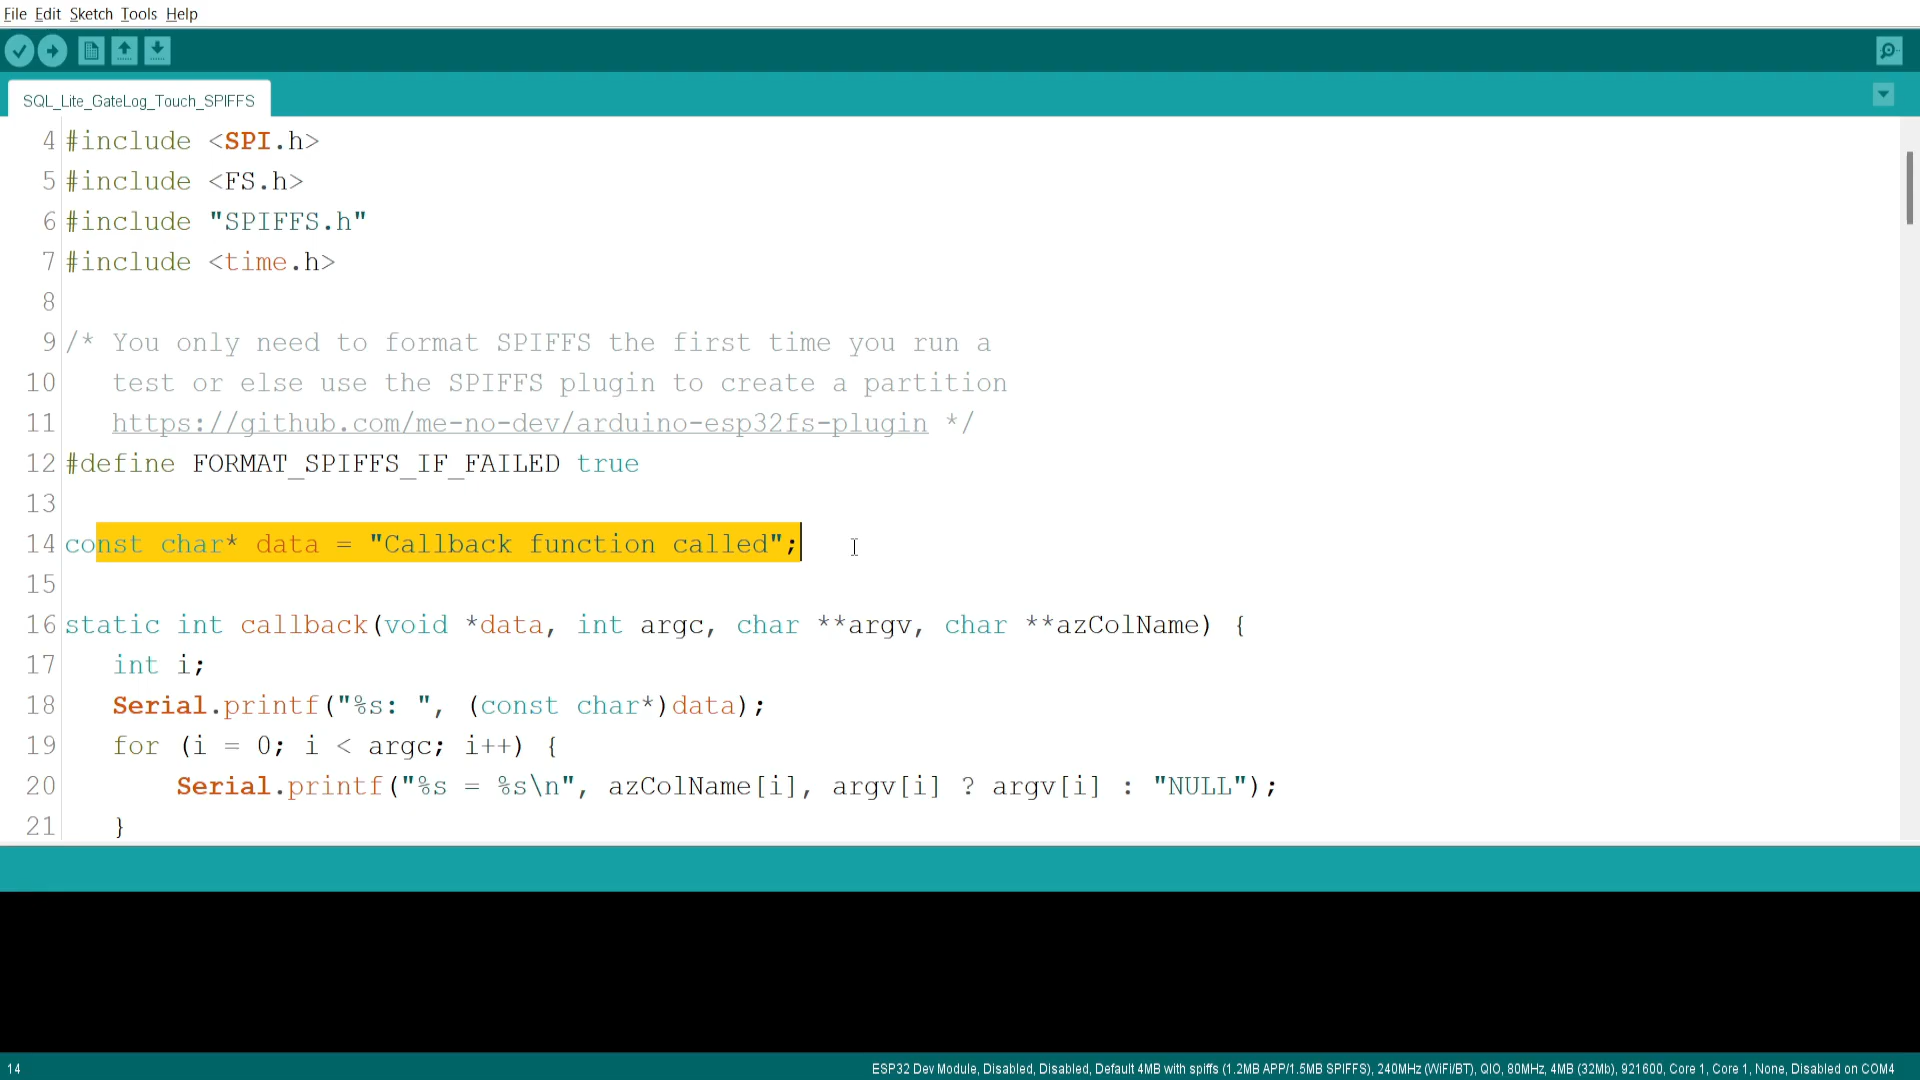 File Edit Sketch Tools Help
SQL_Lite_GateLog_Touch_SPIFFS
4 #include <SPI.h>
5 #include <FS.h>
6 #include "SPIFFS.h"
7 #include <time.h>
8
9 /* You only need to format SPIFFS the first time you run a
10 test or else use the SPIFFS plugin to create a partition
11 https://github.com/me-no-dev/arduino-esp32fs-plugin */
12 #define FORMAT_SPIFFS_IF_FAILED true
13
14 const char* data = "Callback function called";
15
16 static int callback(void *data, int argc, char **argv, char **azColName) {
17 int i;
18 Serial.printf("%s: ", (const char*)data);
19 for (i = 0; i < argc; i++) {
20 Serial.printf("%s = %s\n", azColName[i], argv[i] ? argv[i] : "NULL");
21 }
14 ESP32 Dev Module, Disabled, Disabled, Default 4MB with spiffs (1.2MB APP/1.5MB SPIFFS), 240MHz (WiFi/BT), QIO, 80MHz, 4MB (32Mb), 921600, Core 1, Core 1, None, Disabled on COM4